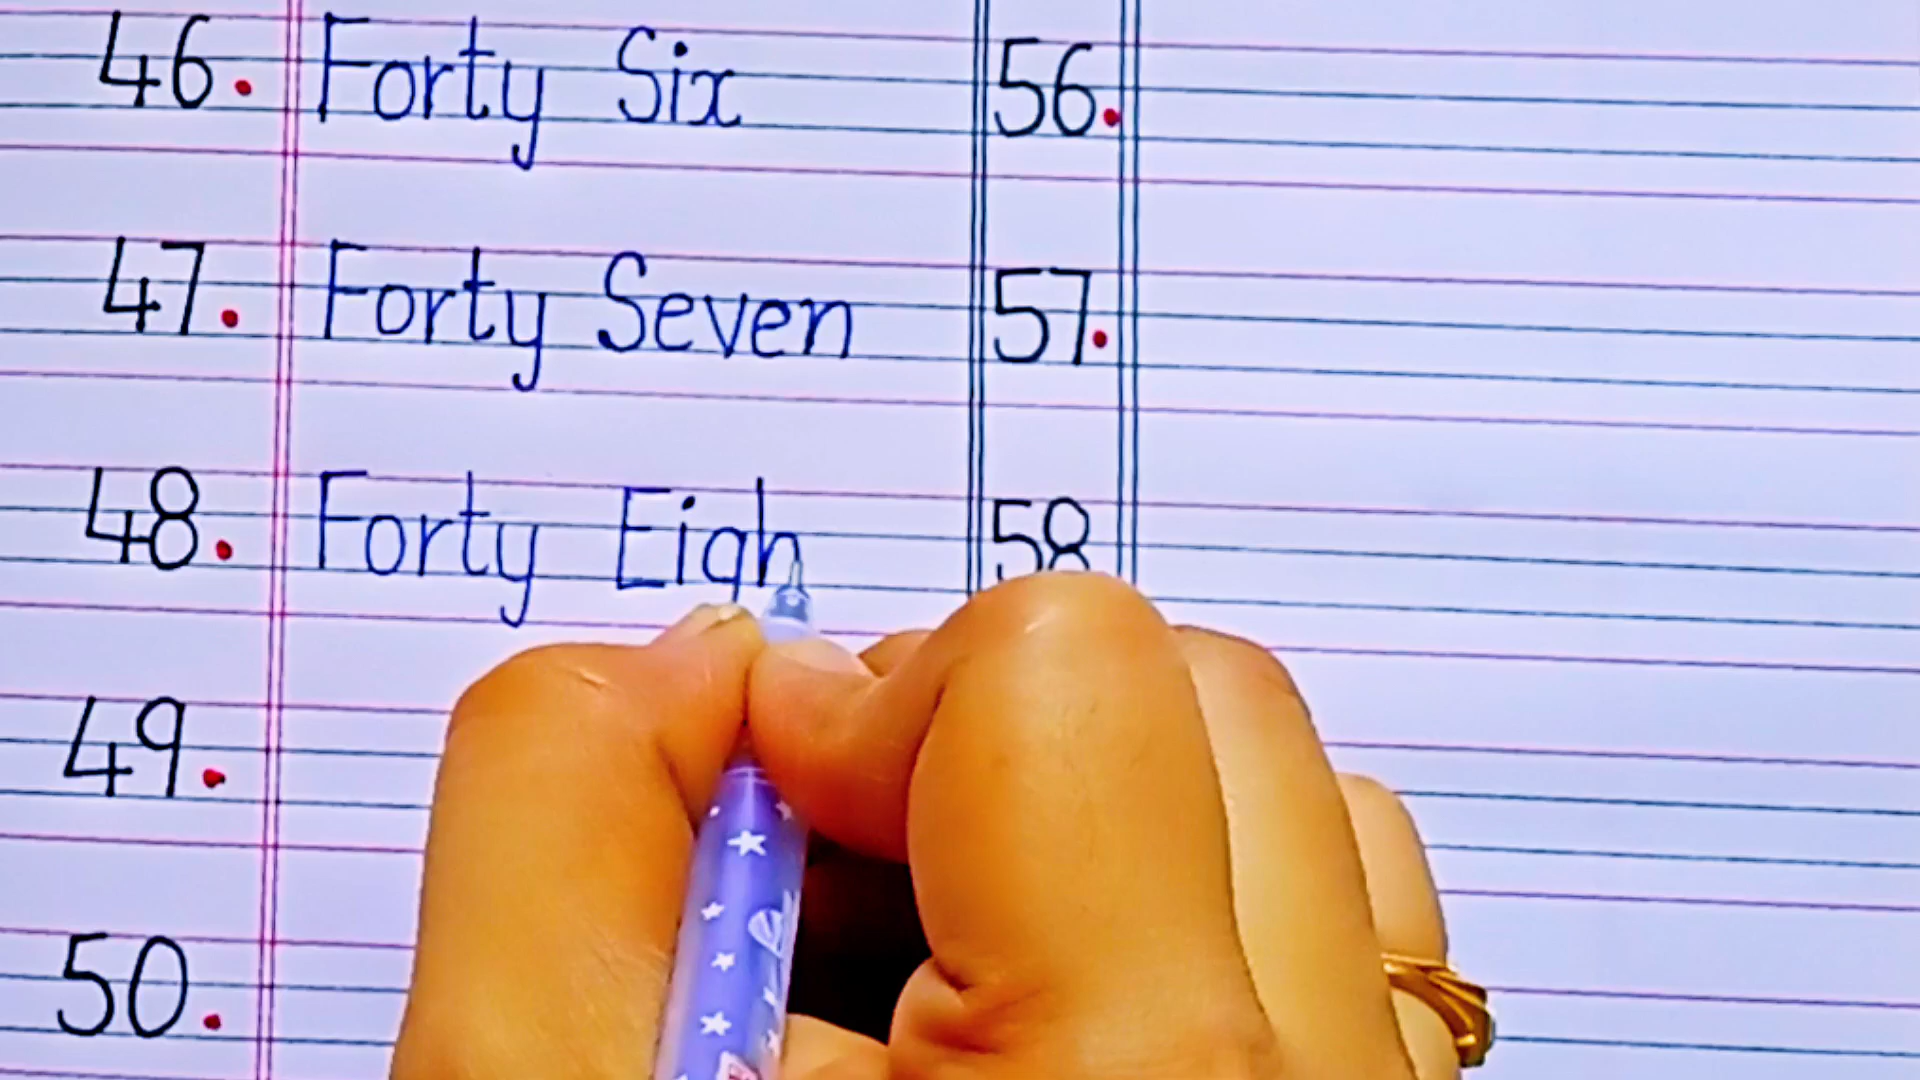 46. Forty Six 56.
47. Forty Seven 57.
48. Forty Eigh 58
49.
50.